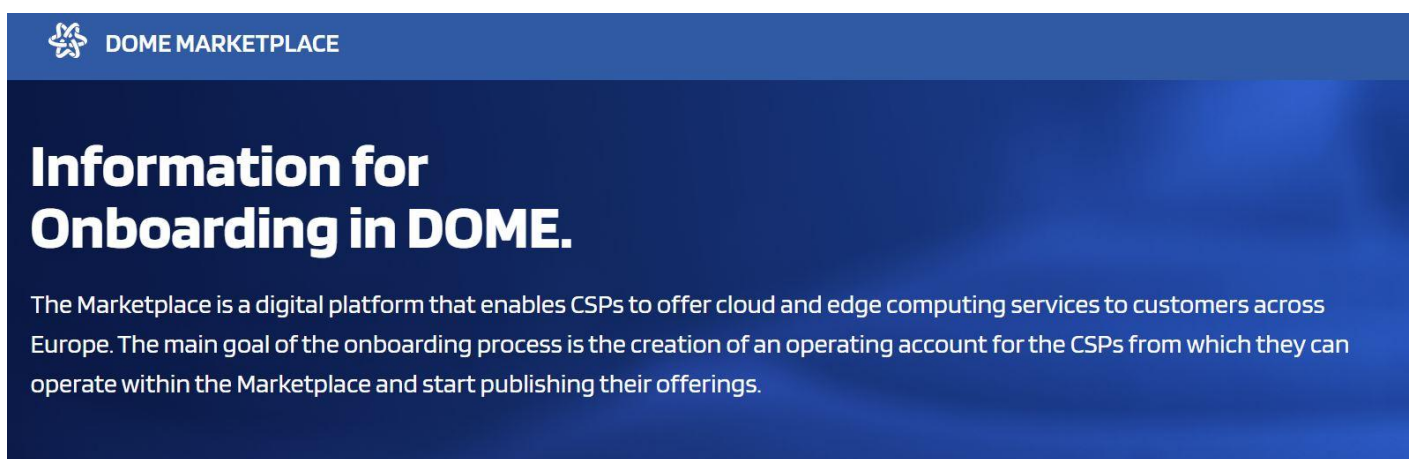 DOME MARKETPLACE
Information for
Onboarding in DOME.
The Marketplace is a digital platform that enables CSPs to offer cloud and edge computing services to customers across
Europe. The main goal of the onboarding process is the creation of an operating account for the CSPs from which they can
operate within the Marketplace and start publishing their offerings.